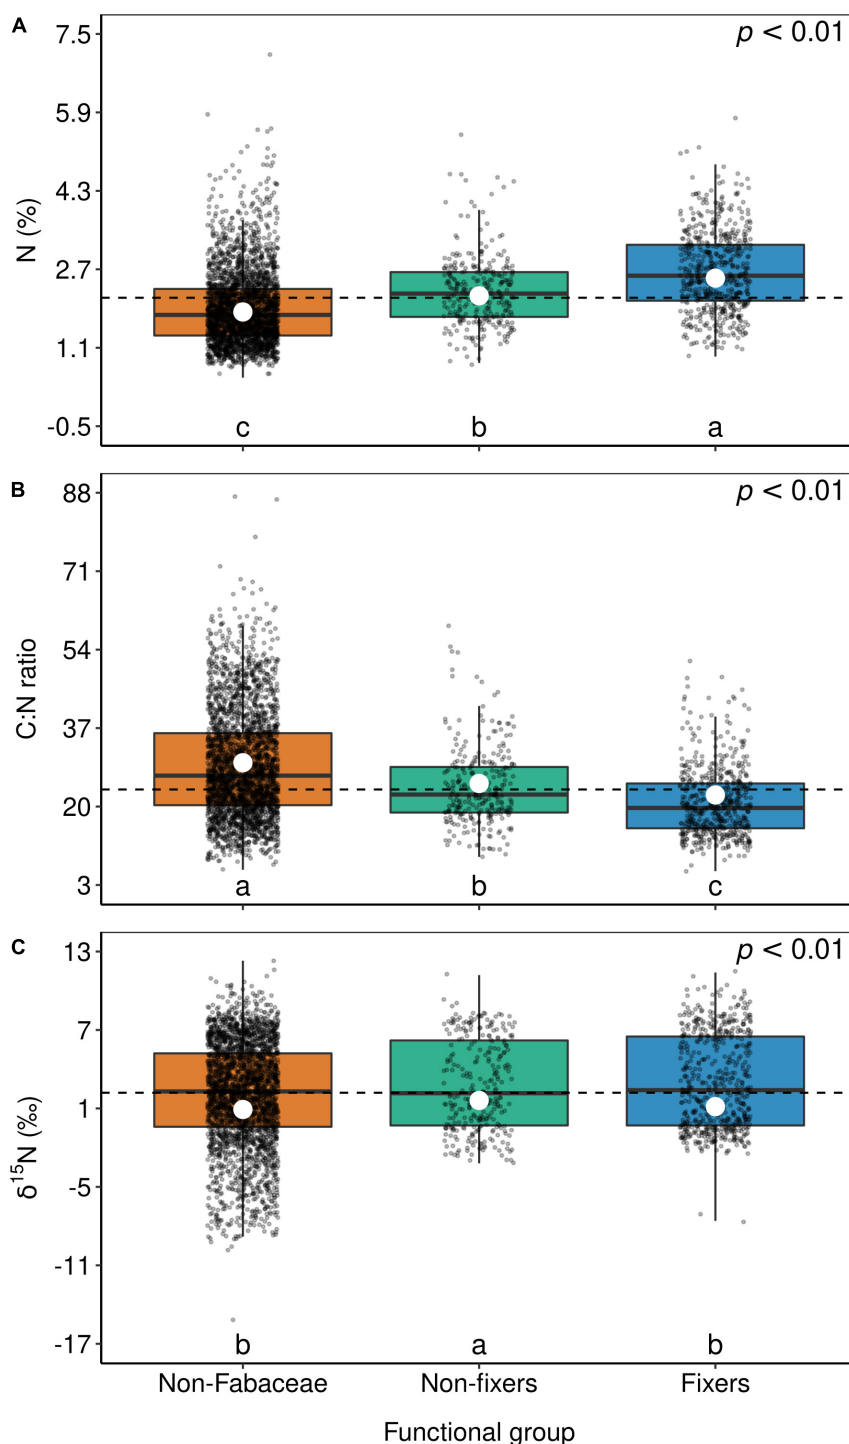 A
p < 0.01
N (%)
7.5
5.9
4.3
2.7
1.1
-0.5
c b a
B
p < 0.01
C:N ratio
88
71
54
37
20
3
a b c
C
p < 0.01
δ¹⁵N (‰)
13
7
1
-5
-11
-17
b a b
Non-Fabaceae Non-fixers Fixers
Functional group